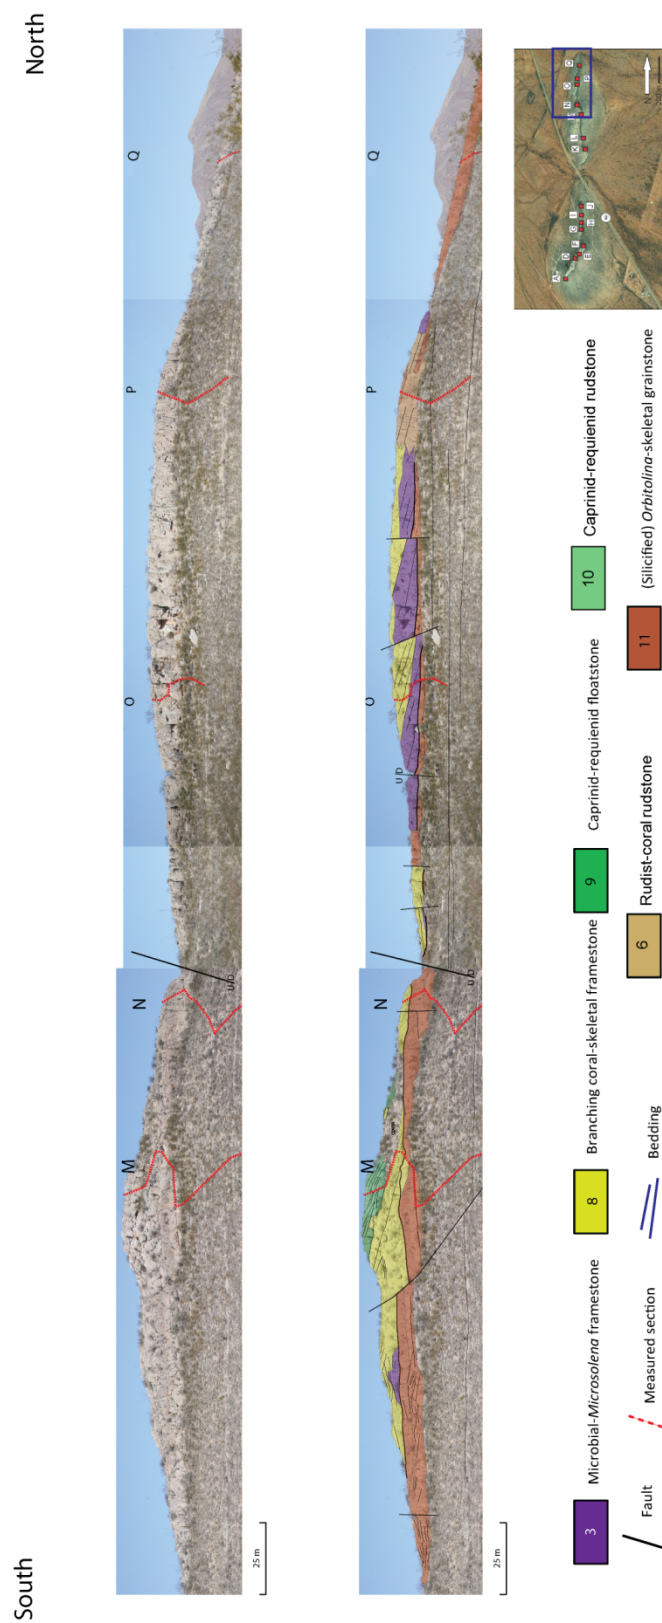 South
North
M
N
O
P
Q
U/D
25 m
M
N
O
P
Q
U/D
U/D
25 m
A
D
E
F
G
H
I
J
K
L
N
O
P
Q
N
3
Microbial-Microsolena framestone
8
Branching coral-skeletal framestone
9
Caprinid-requienid floatstone
10
Caprinid-requienid rudstone
Fault
Measured section
Bedding
6
Rudist-coral rudstone
11
(Silicified) Orbitolina-skeletal grainstone